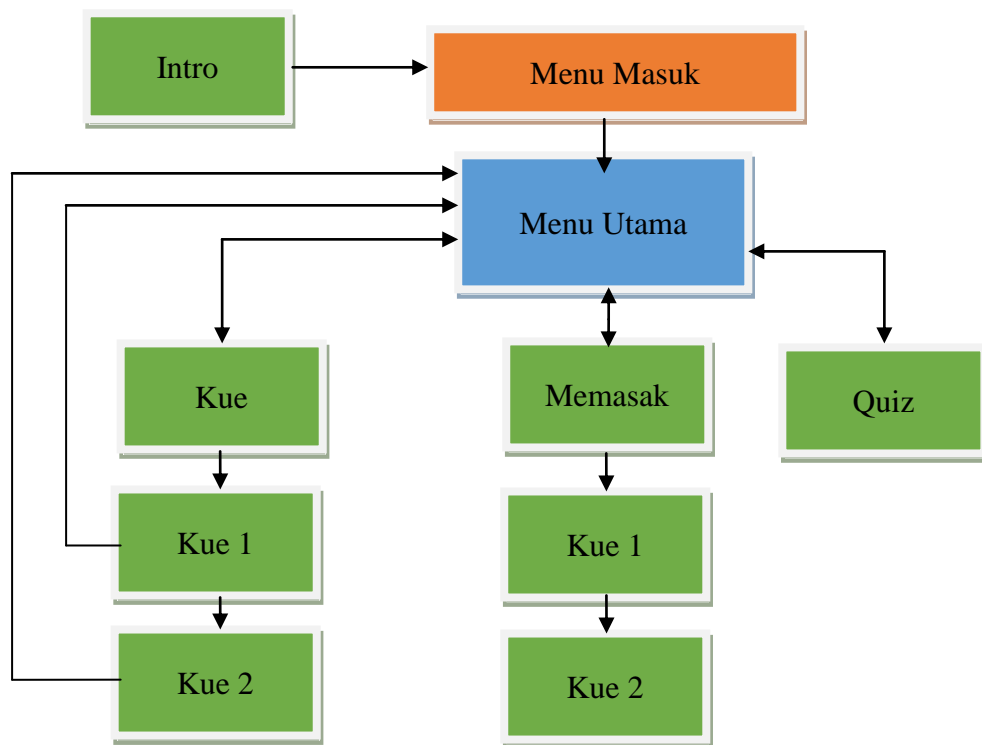 Intro
Menu Masuk
Menu Utama
Kue
Memasak
Quiz
Kue 1
Kue 1
Kue 2
Kue 2